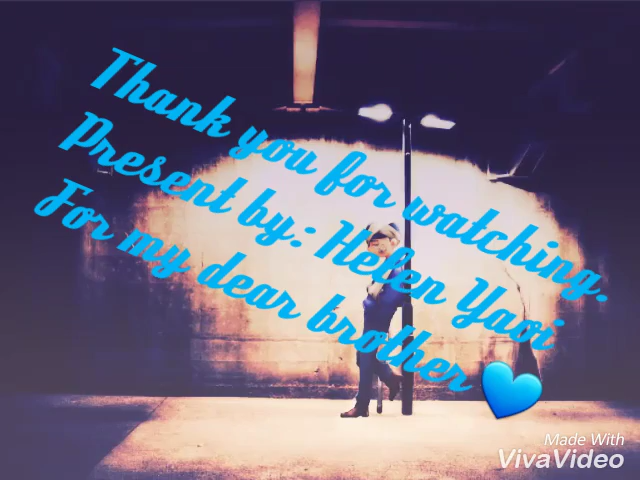 Thank you for watching.
Present by: Helen Yaoi
For my dear brother 💙
Made With
VivaVideo